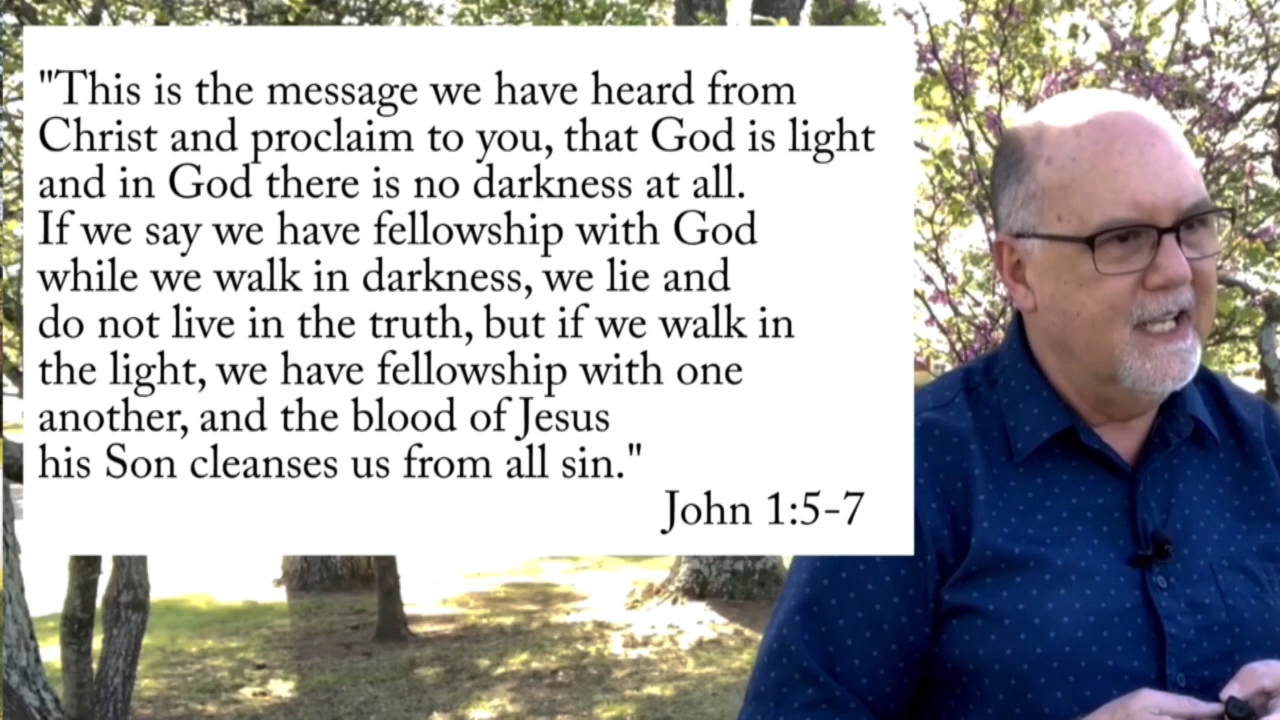 "This is the message we have heard from
Christ and proclaim to you, that God is light
and in God there is no darkness at all.
If we say we have fellowship with God
while we walk in darkness, we lie and
do not live in the truth, but if we walk in
the light, we have fellowship with one
another, and the blood of Jesus
his Son cleanses us from all sin."
John 1:5-7